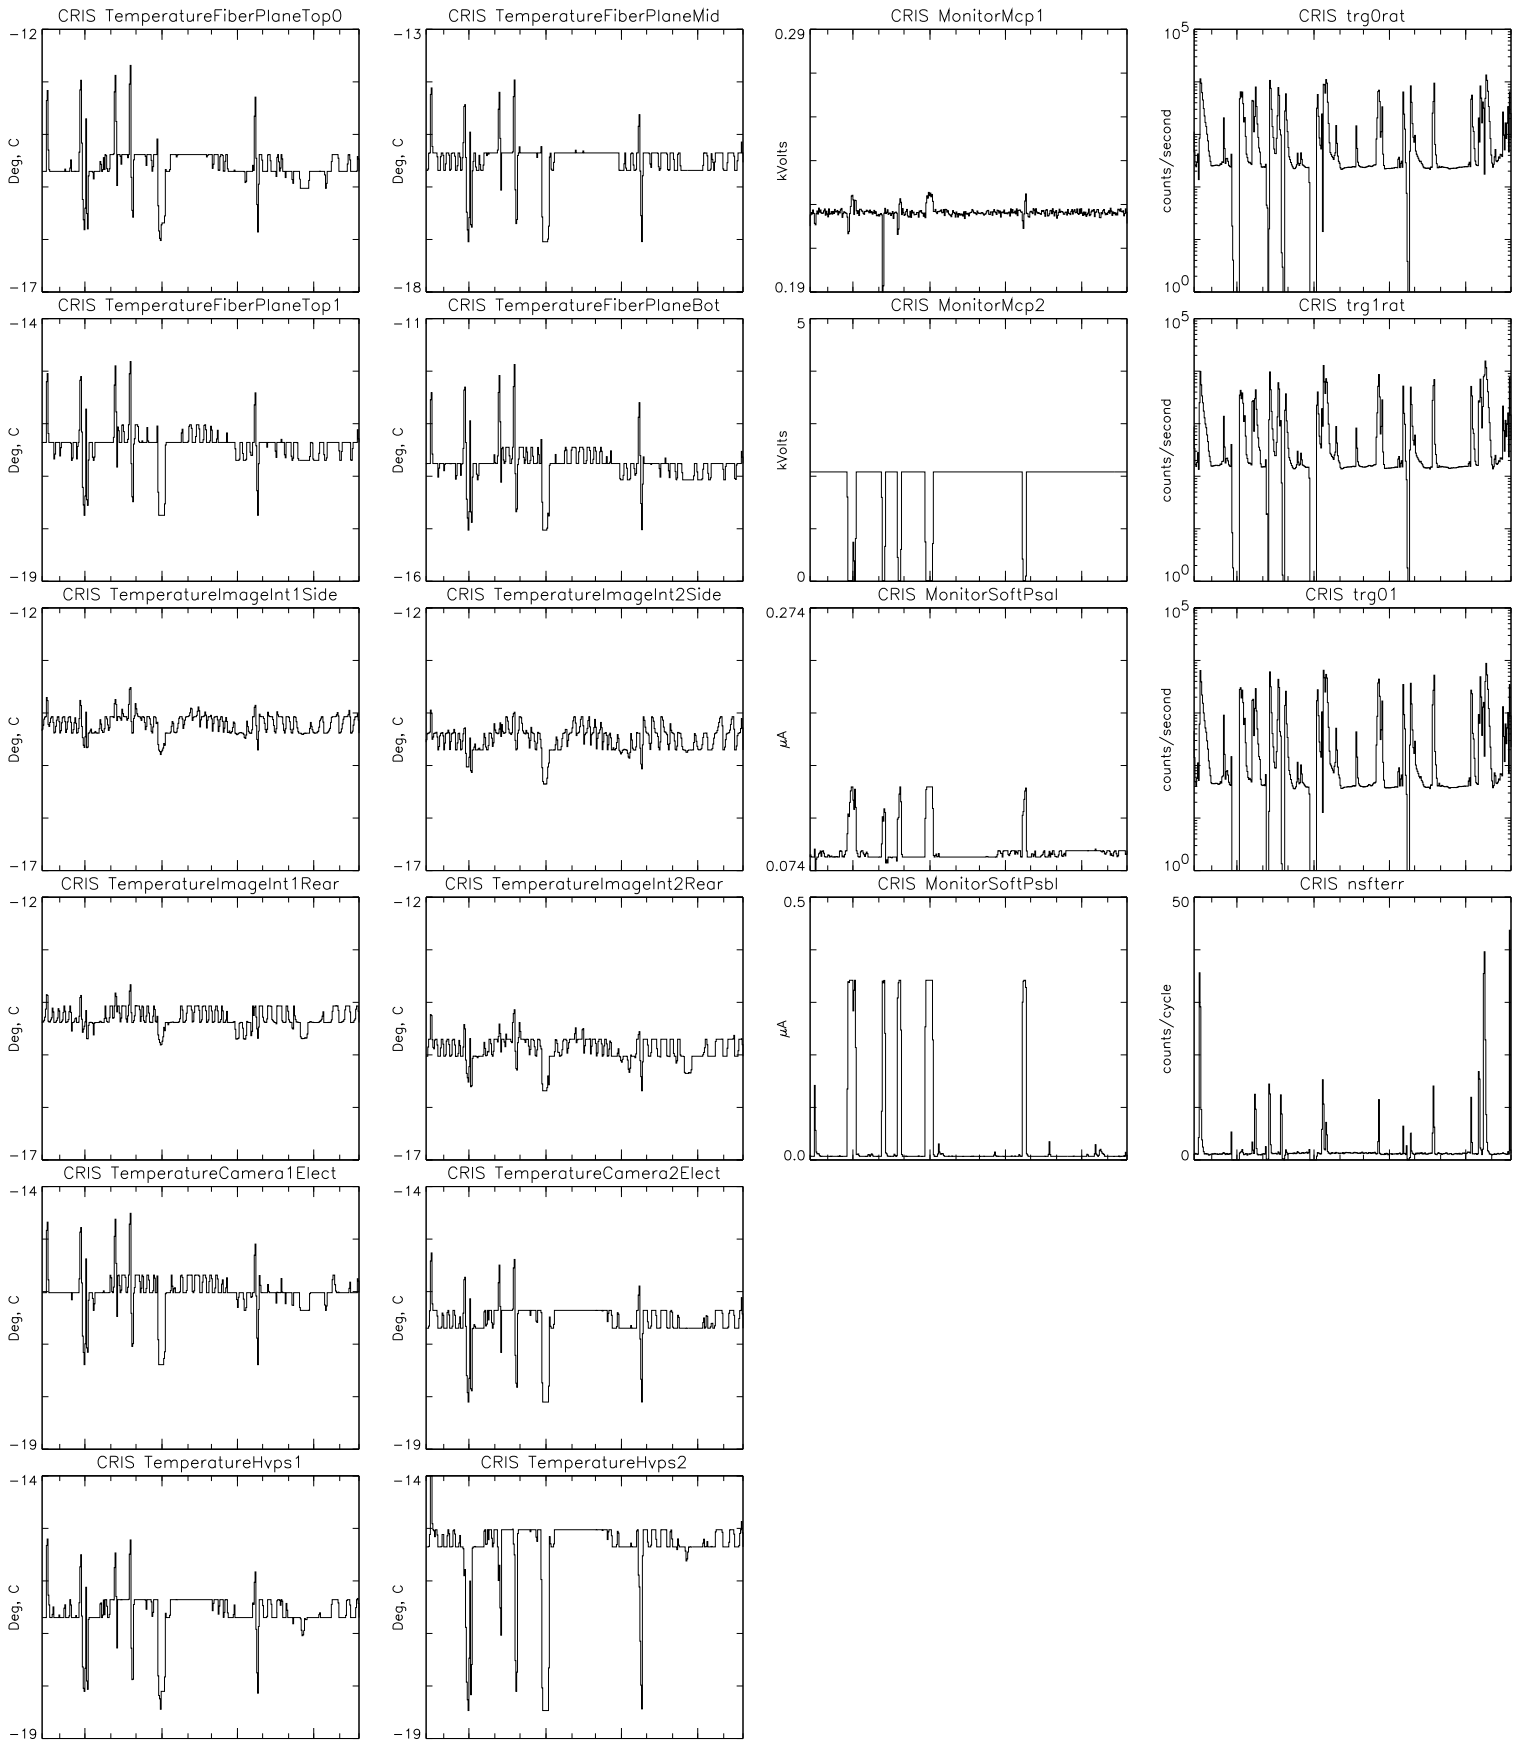 CRIS TemperatureFiberPlaneTop0
-12
Deg, C
-17
CRIS TemperatureFiberPlaneMid
-13
Deg, C
-18
CRIS MonitorMcp1
0.29
kVolts
0.19
CRIS trg0rat
10^5
counts/second
10^0
CRIS TemperatureFiberPlaneTop1
-14
Deg, C
-19
CRIS TemperatureFiberPlaneBot
-11
Deg, C
-16
CRIS MonitorMcp2
5
kVolts
0
CRIS trg1rat
10^5
counts/second
10^0
CRIS TemperatureImageInt1Side
-12
Deg, C
-17
CRIS TemperatureImageInt2Side
-12
Deg, C
-17
CRIS MonitorSoftPsaI
0.274
μA
0.074
CRIS trg01
10^5
counts/second
10^0
CRIS TemperatureImageInt1Rear
-12
Deg, C
-17
CRIS TemperatureImageInt2Rear
-12
Deg, C
-17
CRIS MonitorSoftPsbI
0.5
μA
0.0
CRIS nsfterr
50
counts/cycle
0
CRIS TemperatureCamera1Elect
-14
Deg, C
-19
CRIS TemperatureCamera2Elect
-14
Deg, C
-19
CRIS TemperatureHvps1
-14
Deg, C
-19
CRIS TemperatureHvps2
-14
Deg, C
-19